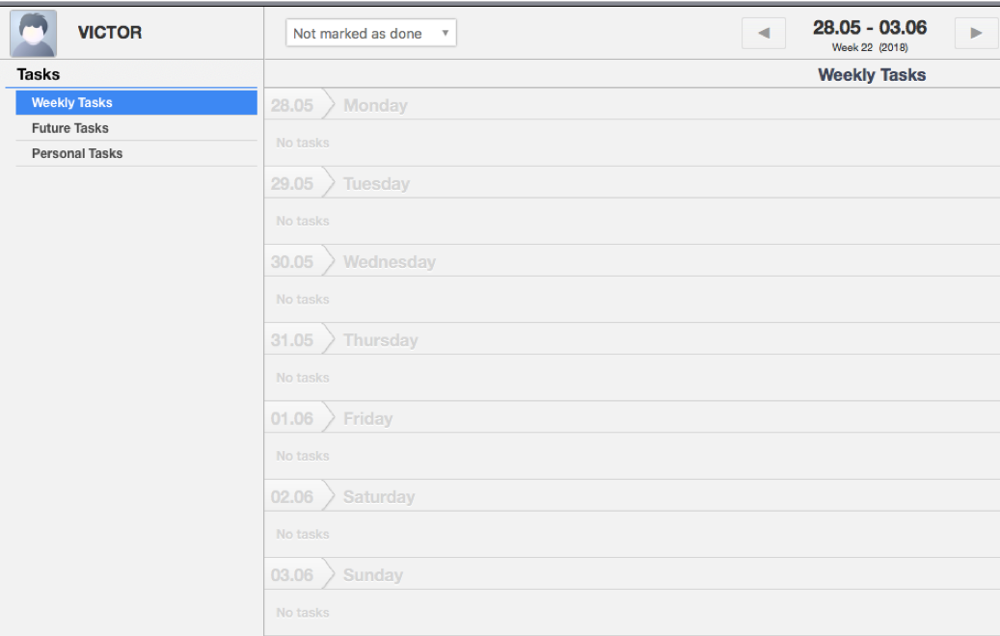 VICTOR
Not marked as done
28.05 - 03.06
Week 22 (2018)
Tasks
Weekly Tasks
Weekly Tasks
Future Tasks
Personal Tasks
28.05 Monday
No tasks
29.05 Tuesday
No tasks
30.05 Wednesday
No tasks
31.05 Thursday
No tasks
01.06 Friday
No tasks
02.06 Saturday
No tasks
03.06 Sunday
No tasks